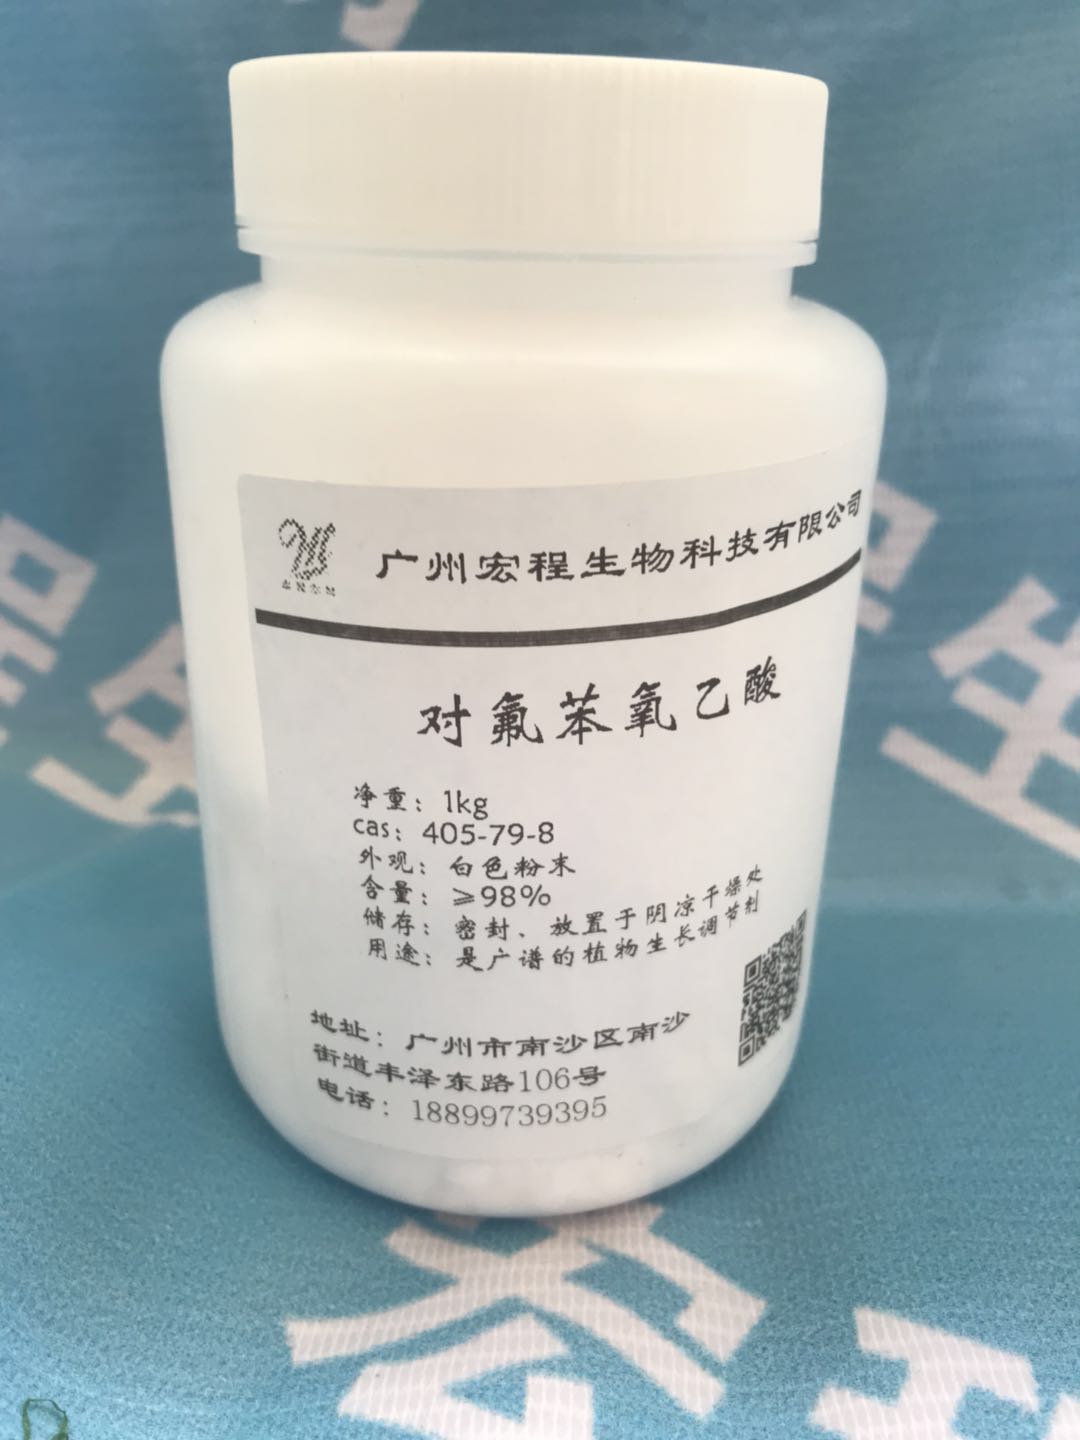 广州宏程生物科技有限公司
对氟苯氧乙酸
净重：1kg
cas：405-79-8
外观：白色粉末
含量：≥98%
储存：密封、放置于阴凉干燥处
用途：是广谱的植物生长调节剂
地址：广州市南沙区南沙
街道丰泽东路106号
电话：18899739395